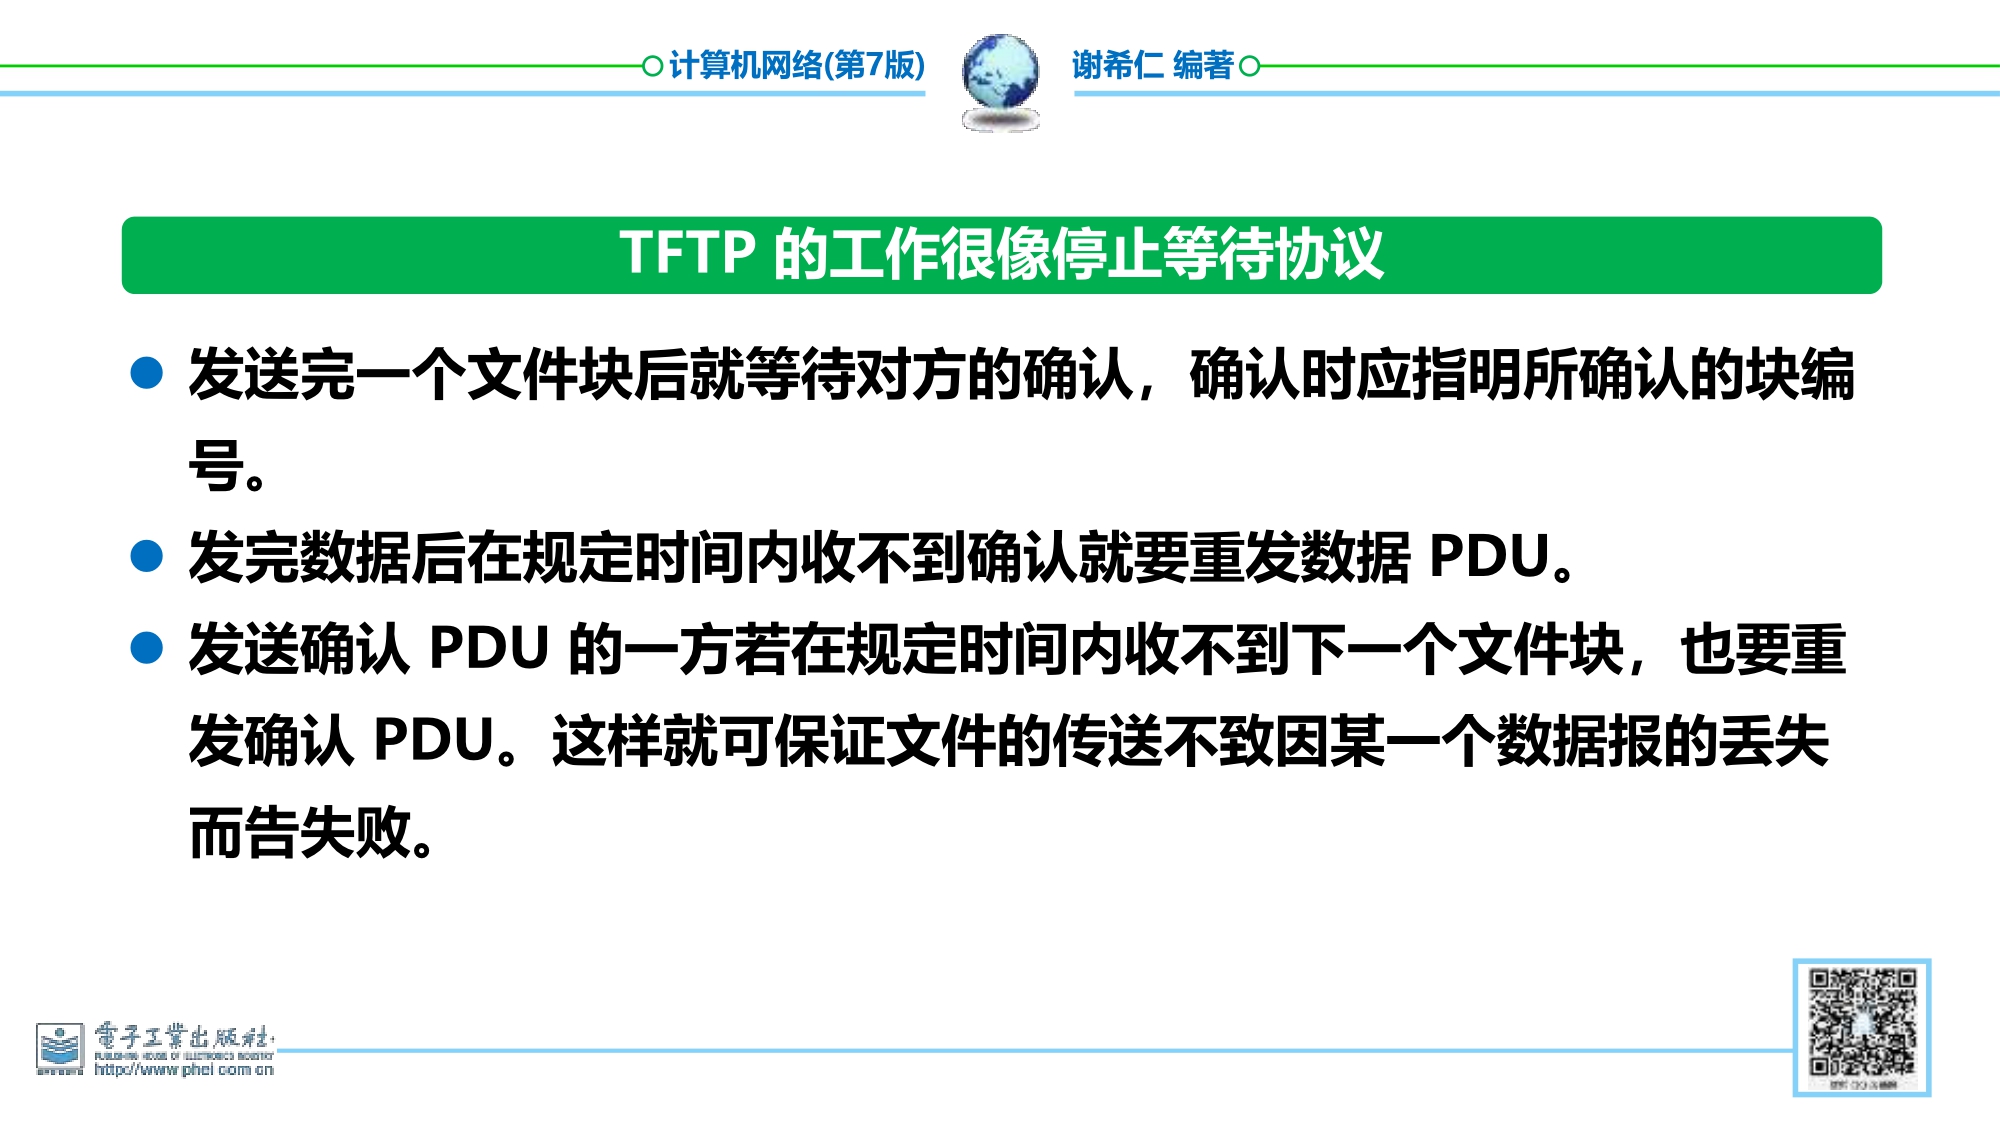 计算机网络(第7版)
谢希仁 编著
TFTP 的工作很像停止等待协议
发送完一个文件块后就等待对方的确认，确认时应指明所确认的块编
号。
发完数据后在规定时间内收不到确认就要重发数据 PDU。
发送确认 PDU 的一方若在规定时间内收不到下一个文件块，也要重
发确认 PDU。这样就可保证文件的传送不致因某一个数据报的丢失
而告失败。
電子工業出版社
PUBLISHING HOUSE OF ELECTRONICS INDUSTRY
http://www.phei.com.cn